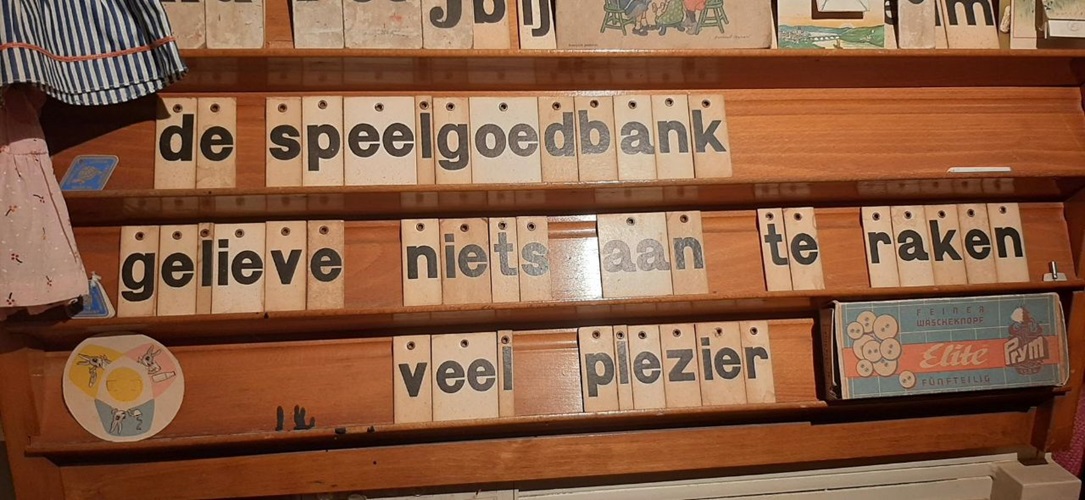 de speelgoedbank
gelieve niets aan te raken
veel plezier
FEINER
WÄSCHEKNOPF
Elite
Prym
FÜNFTEILIG